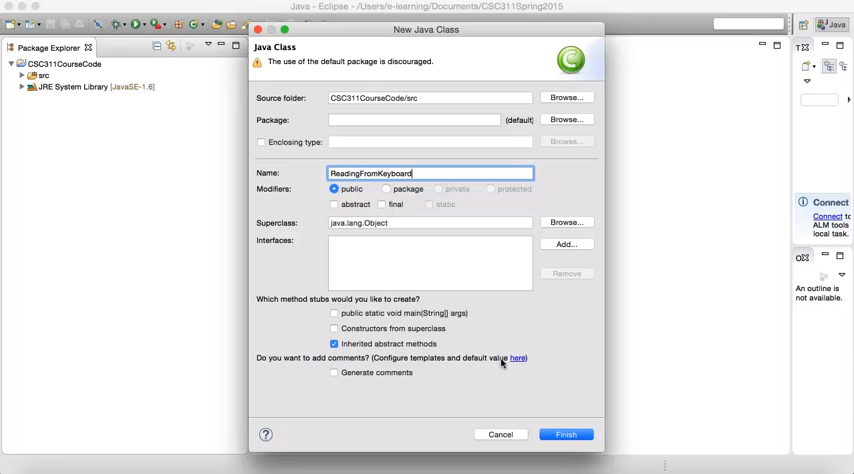 Java - Eclipse - /Users/e-learning/Documents/CSC311Spring2015
Java
Package Explorer
CSC311CourseCode
src
JRE System Library [JavaSE-1.6]
New Java Class
Java Class
The use of the default package is discouraged.
Source folder: CSC311CourseCode/src Browse...
Package: (default) Browse...
Enclosing type: Browse...
Name: ReadingFromKeyboard
Modifiers: public package private protected
abstract final static
Superclass: java.lang.Object Browse...
Interfaces: Add...
Remove
Which method stubs would you like to create?
public static void main(String[] args)
Constructors from superclass
Inherited abstract methods
Do you want to add comments? (Configure templates and default value here)
Generate comments
Cancel Finish
Connect
Connect to
ALM tools
local task.
An outline is
not available.